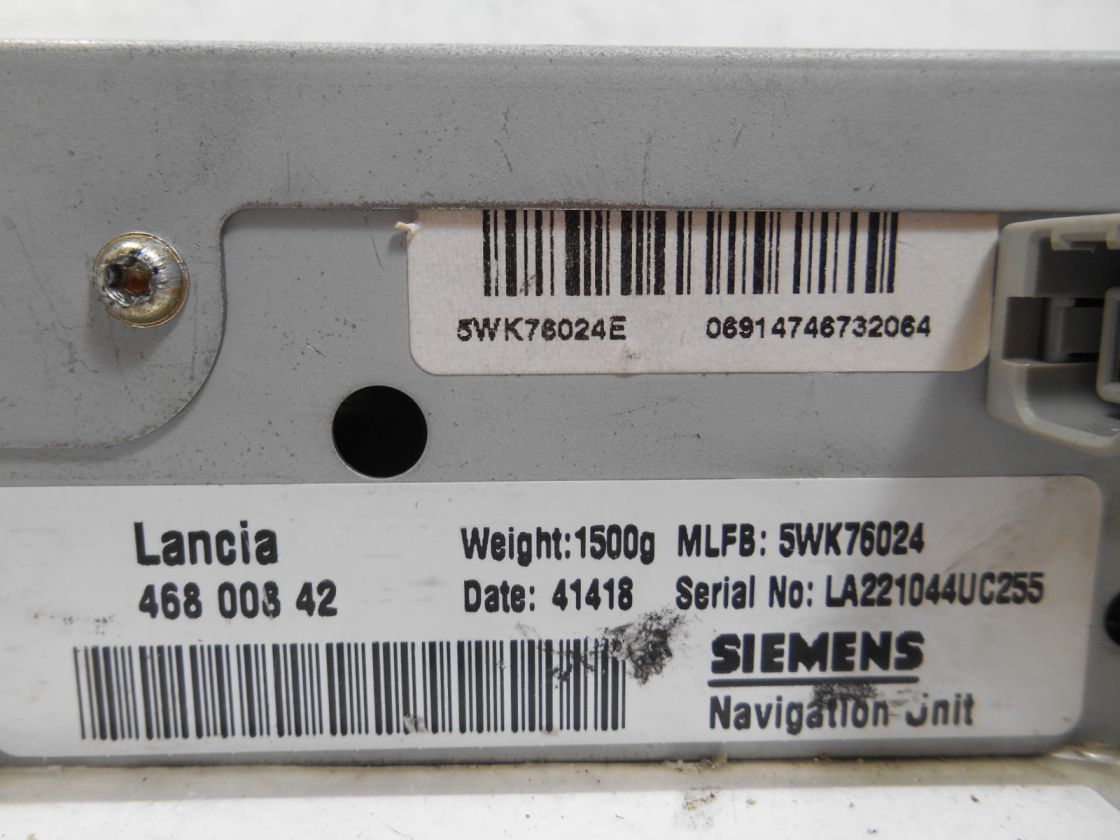 5WK76024E 06914746732064
Lancia
468 008 42
Weight:1500g MLFB: 5WK76024
Date: 41418 Serial No: LA221044UC255
SIEMENS
Navigation Unit